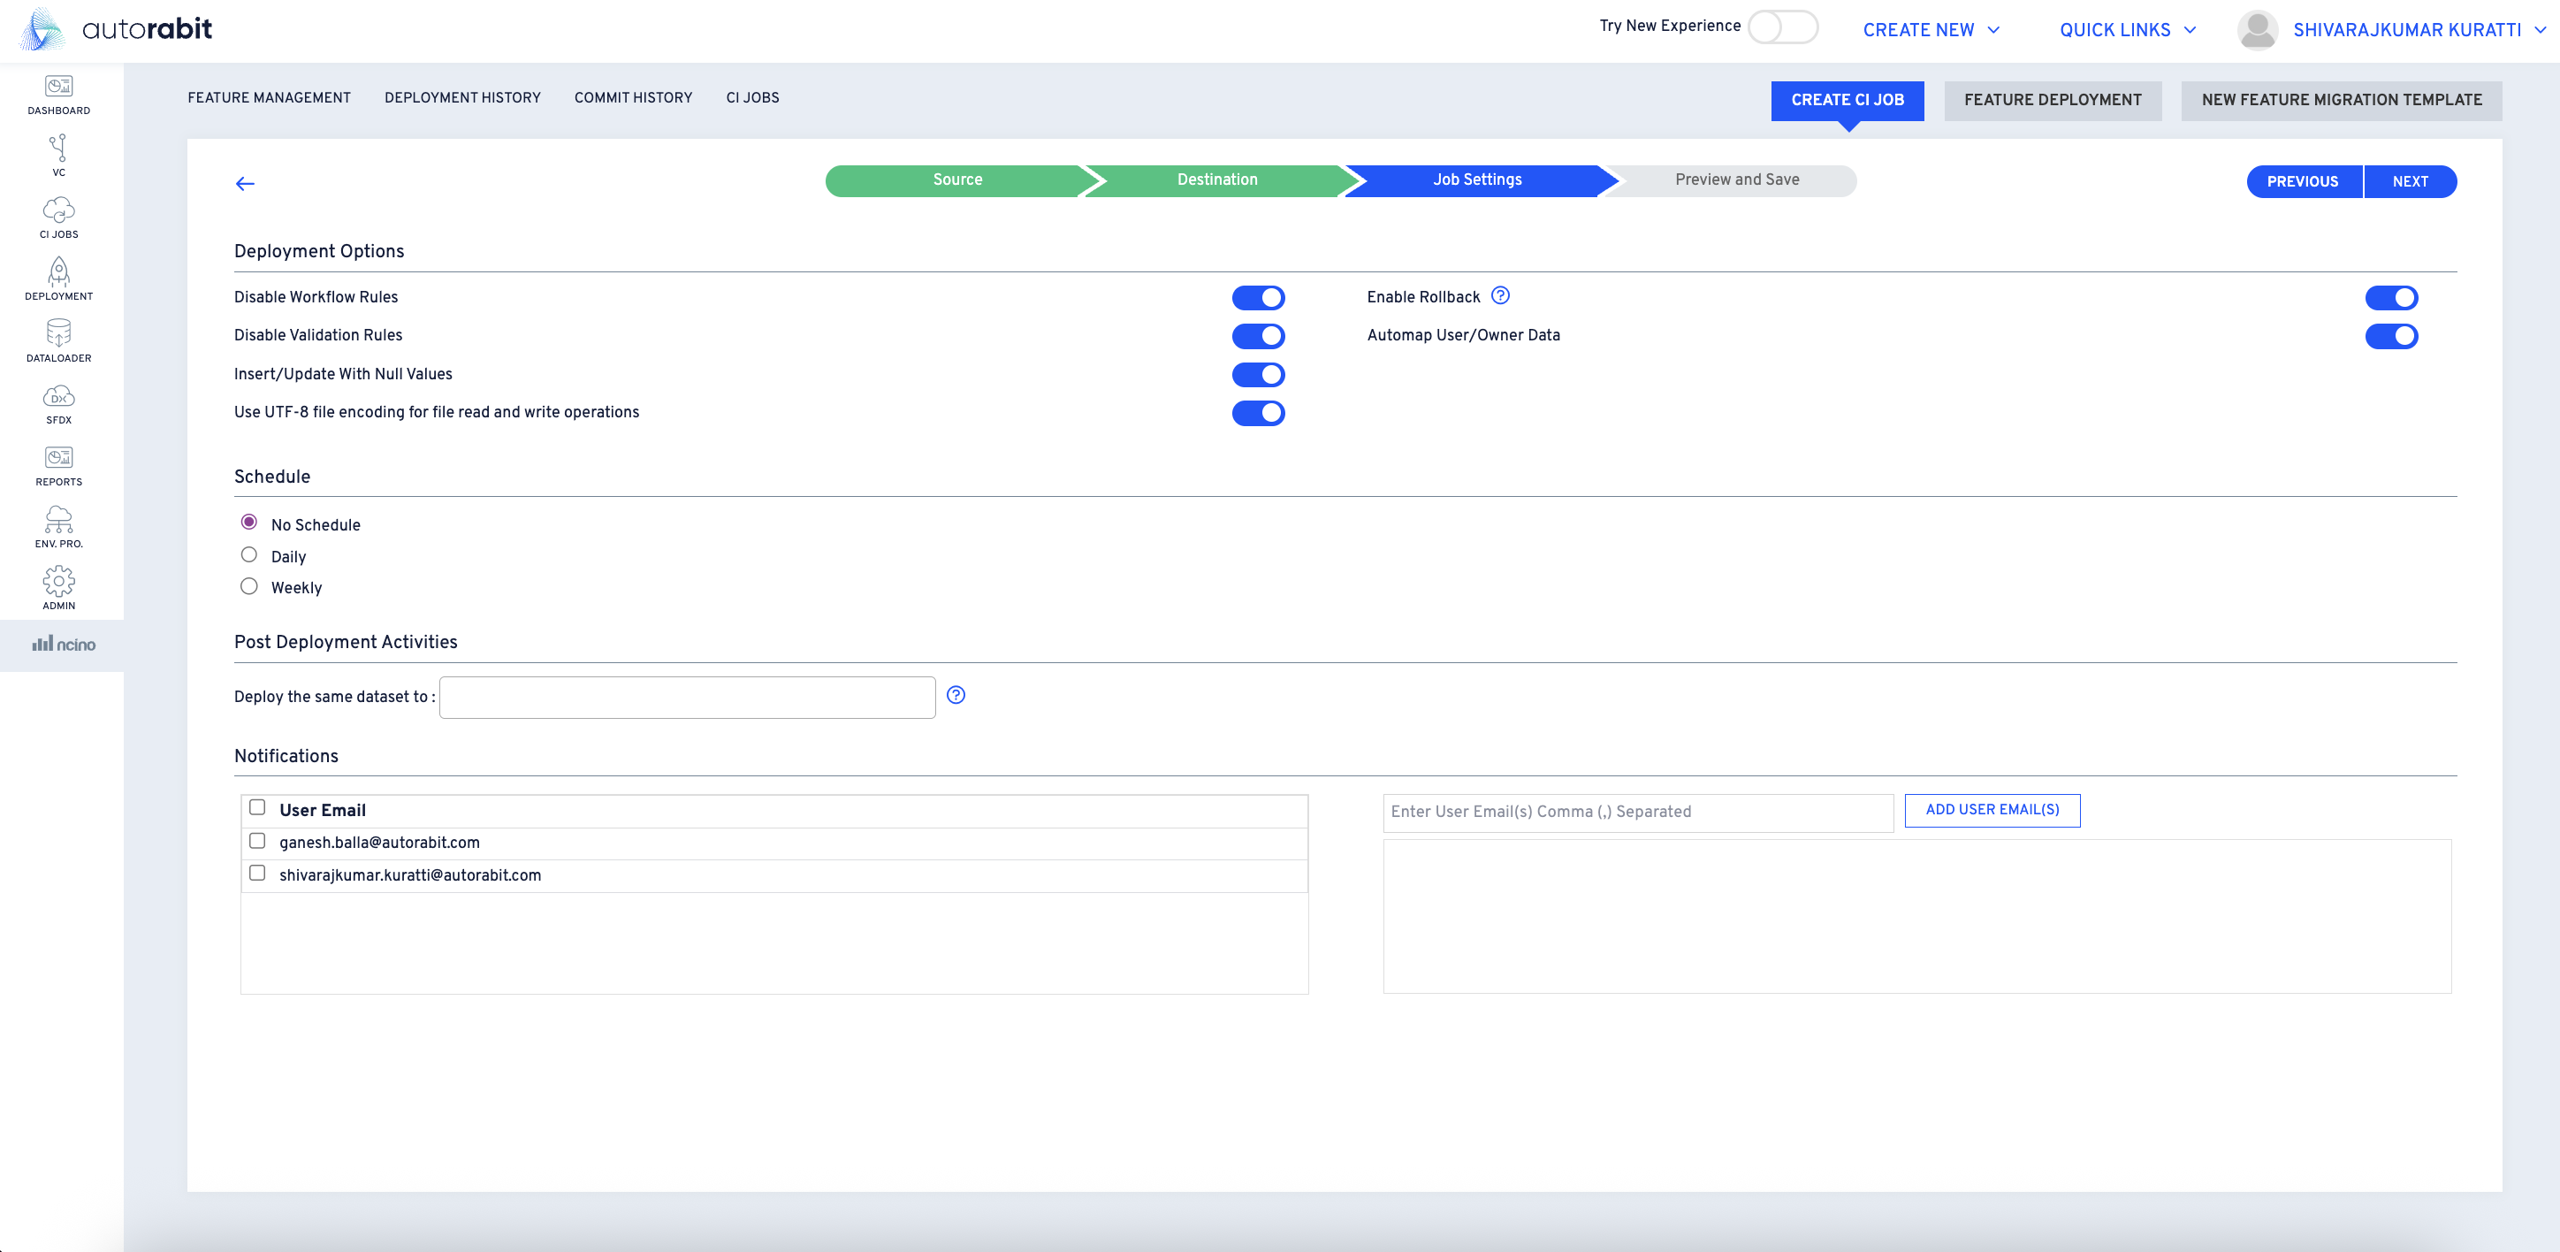 autorabit
Try New Experience
CREATE NEW
QUICK LINKS
SHIVARAJKUMAR KURATTI
DASHBOARD
VC
CI JOBS
DEPLOYMENT
DATALOADER
DX
SFDX
REPORTS
ENV. PRO.
ADMIN
ncino
FEATURE MANAGEMENT
DEPLOYMENT HISTORY
COMMIT HISTORY
CI JOBS
CREATE CI JOB
FEATURE DEPLOYMENT
NEW FEATURE MIGRATION TEMPLATE
Source
Destination
Job Settings
Preview and Save
PREVIOUS
NEXT
Deployment Options
Disable Workflow Rules
Enable Rollback ?
Disable Validation Rules
Automap User/Owner Data
Insert/Update With Null Values
Use UTF-8 file encoding for file read and write operations
Schedule
No Schedule
Daily
Weekly
Post Deployment Activities
Deploy the same dataset to : ?
Notifications
User Email
ganesh.balla@autorabit.com
shivarajkumar.kuratti@autorabit.com
Enter User Email(s) Comma (,) Separated
ADD USER EMAIL(S)